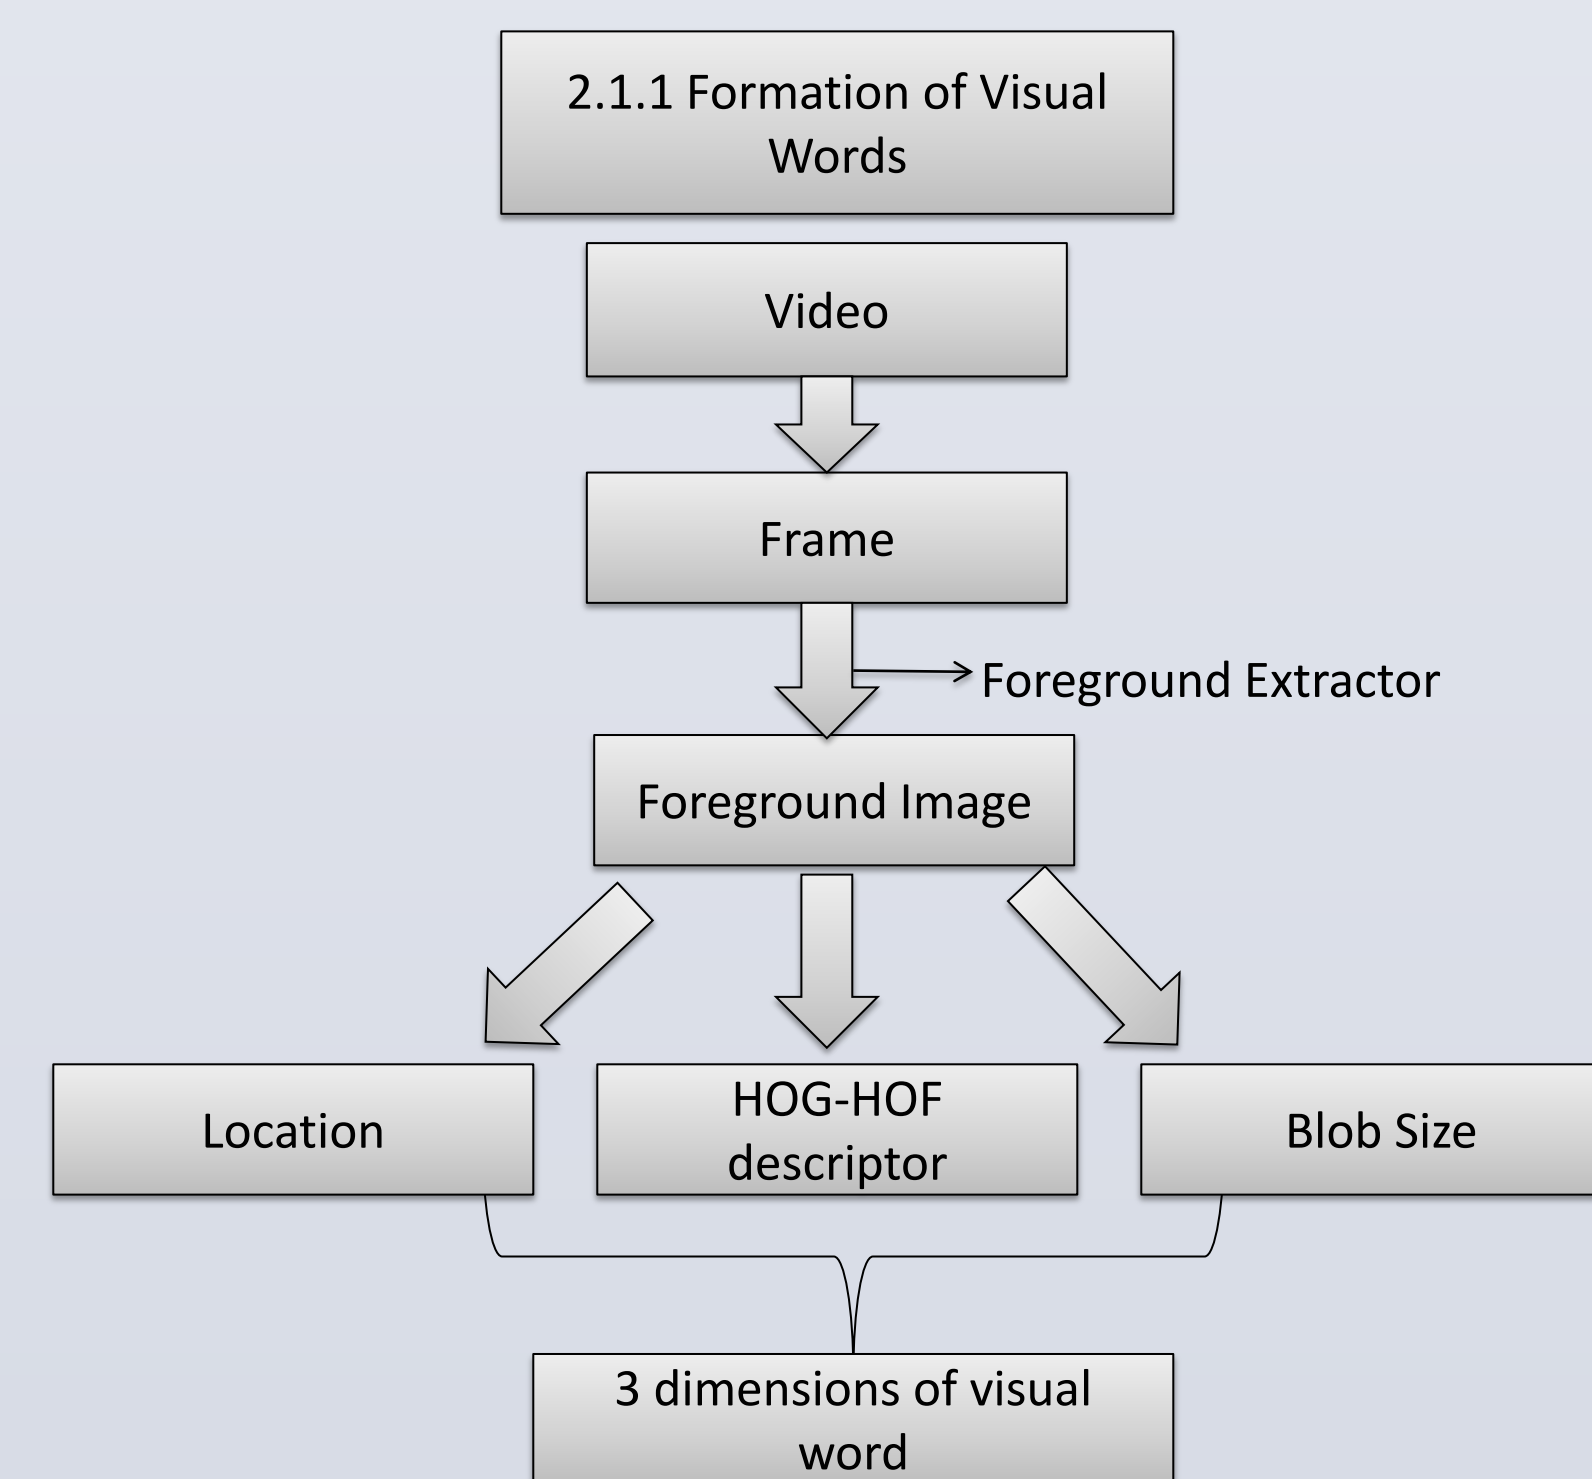 2.1.1 Formation of Visual
Words
Video
Frame
Foreground Extractor
Foreground Image
Location
HOG-HOF
descriptor
Blob Size
3 dimensions of visual
word